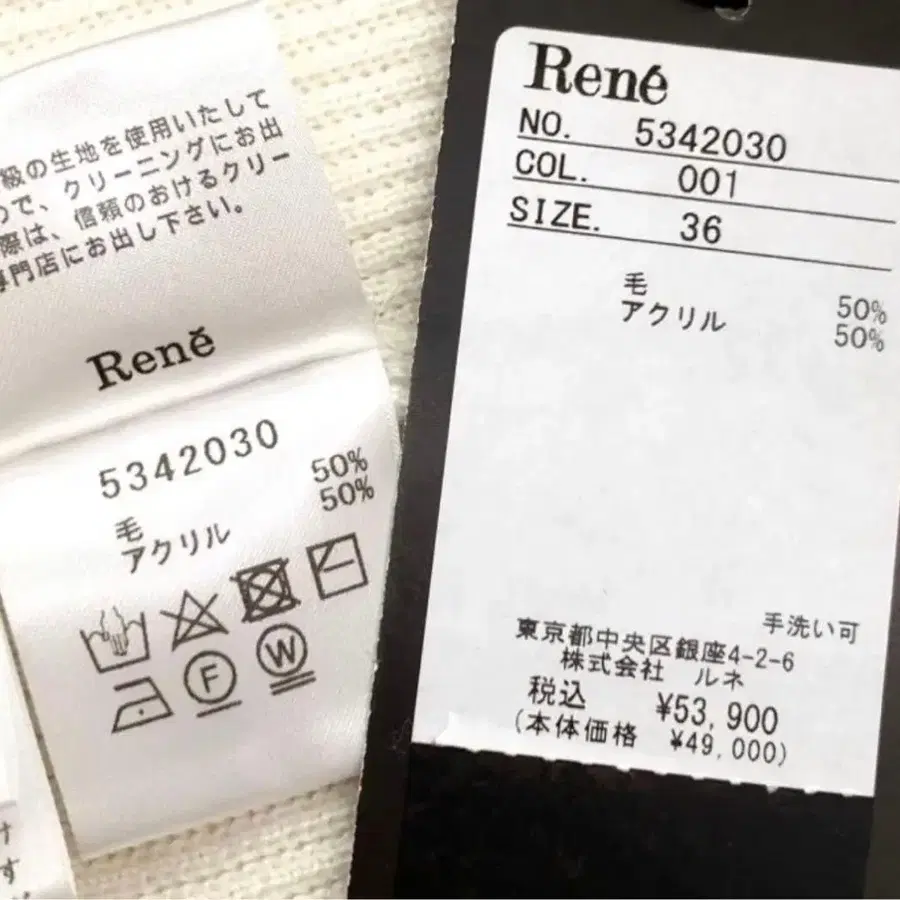 級の生地を使用いたして
ので、クリーニングにお出
際は、信頼のおけるクリー
専門店にお出し下さい。
René
5342030
毛 50%
アクリル 50%
F
W
け
す
René
NO. 5342030
COL. 001
SIZE. 36
毛 50%
アクリル 50%
手洗い可
東京都中央区銀座4-2-6
株式会社 ルネ
税込 ¥53,900
(本体価格 ¥49,000)